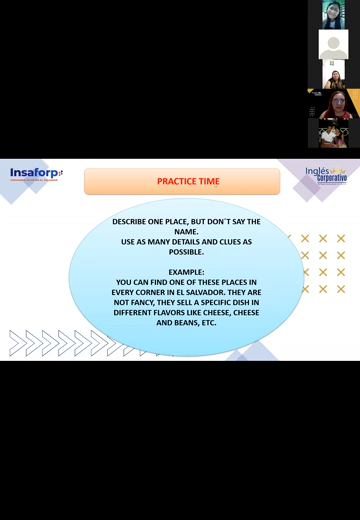 Insaforp
PRACTICE TIME
Inglés
Corporativo
DESCRIBE ONE PLACE, BUT DON´T SAY THE
NAME.
USE AS MANY DETAILS AND CLUES AS
POSSIBLE.
EXAMPLE:
YOU CAN FIND ONE OF THESE PLACES IN
EVERY CORNER IN EL SALVADOR. THEY ARE
NOT FANCY, THEY SELL A SPECIFIC DISH IN
DIFFERENT FLAVORS LIKE CHEESE, CHEESE
AND BEANS, ETC.